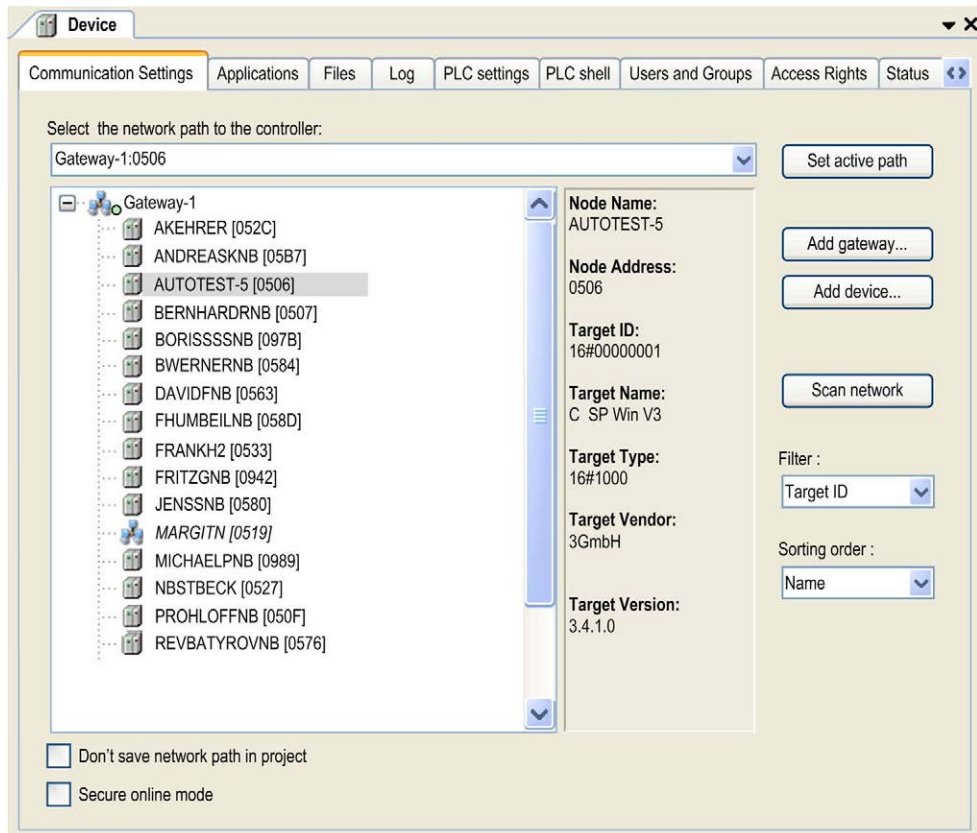 Device
Communication Settings Applications Files Log PLC settings PLC shell Users and Groups Access Rights Status
Select the network path to the controller:
Gateway-1:0506
Set active path
Gateway-1
AKEHRER [052C]
ANDREASKNB [05B7]
AUTOTEST-5 [0506]
BERNHARDRNB [0507]
BORISSSSNB [097B]
BWERNERNB [0584]
DAVIDFNB [0563]
FHUMBEILNB [058D]
FRANKH2 [0533]
FRITZGNB [0942]
JENSSNB [0580]
MARGITN [0519]
MICHAELPNB [0989]
NBSTBECK [0527]
PROHLOFFNB [050F]
REVBATYROVNB [0576]
Node Name:
AUTOTEST-5
Node Address:
0506
Target ID:
16#00000001
Target Name:
C SP Win V3
Target Type:
16#1000
Target Vendor:
3GmbH
Target Version:
3.4.1.0
Add gateway...
Add device...
Scan network
Filter :
Target ID
Sorting order :
Name
Don't save network path in project
Secure online mode